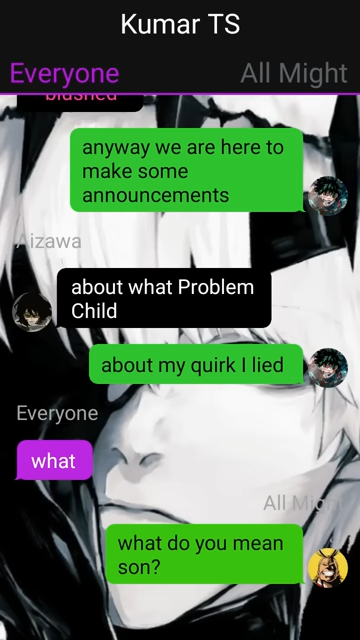 Kumar TS
Everyone
All Might
blushed
anyway we are here to
make some
announcements
Aizawa
about what Problem
Child
about my quirk I lied
Everyone
what
All Might
what do you mean
son?